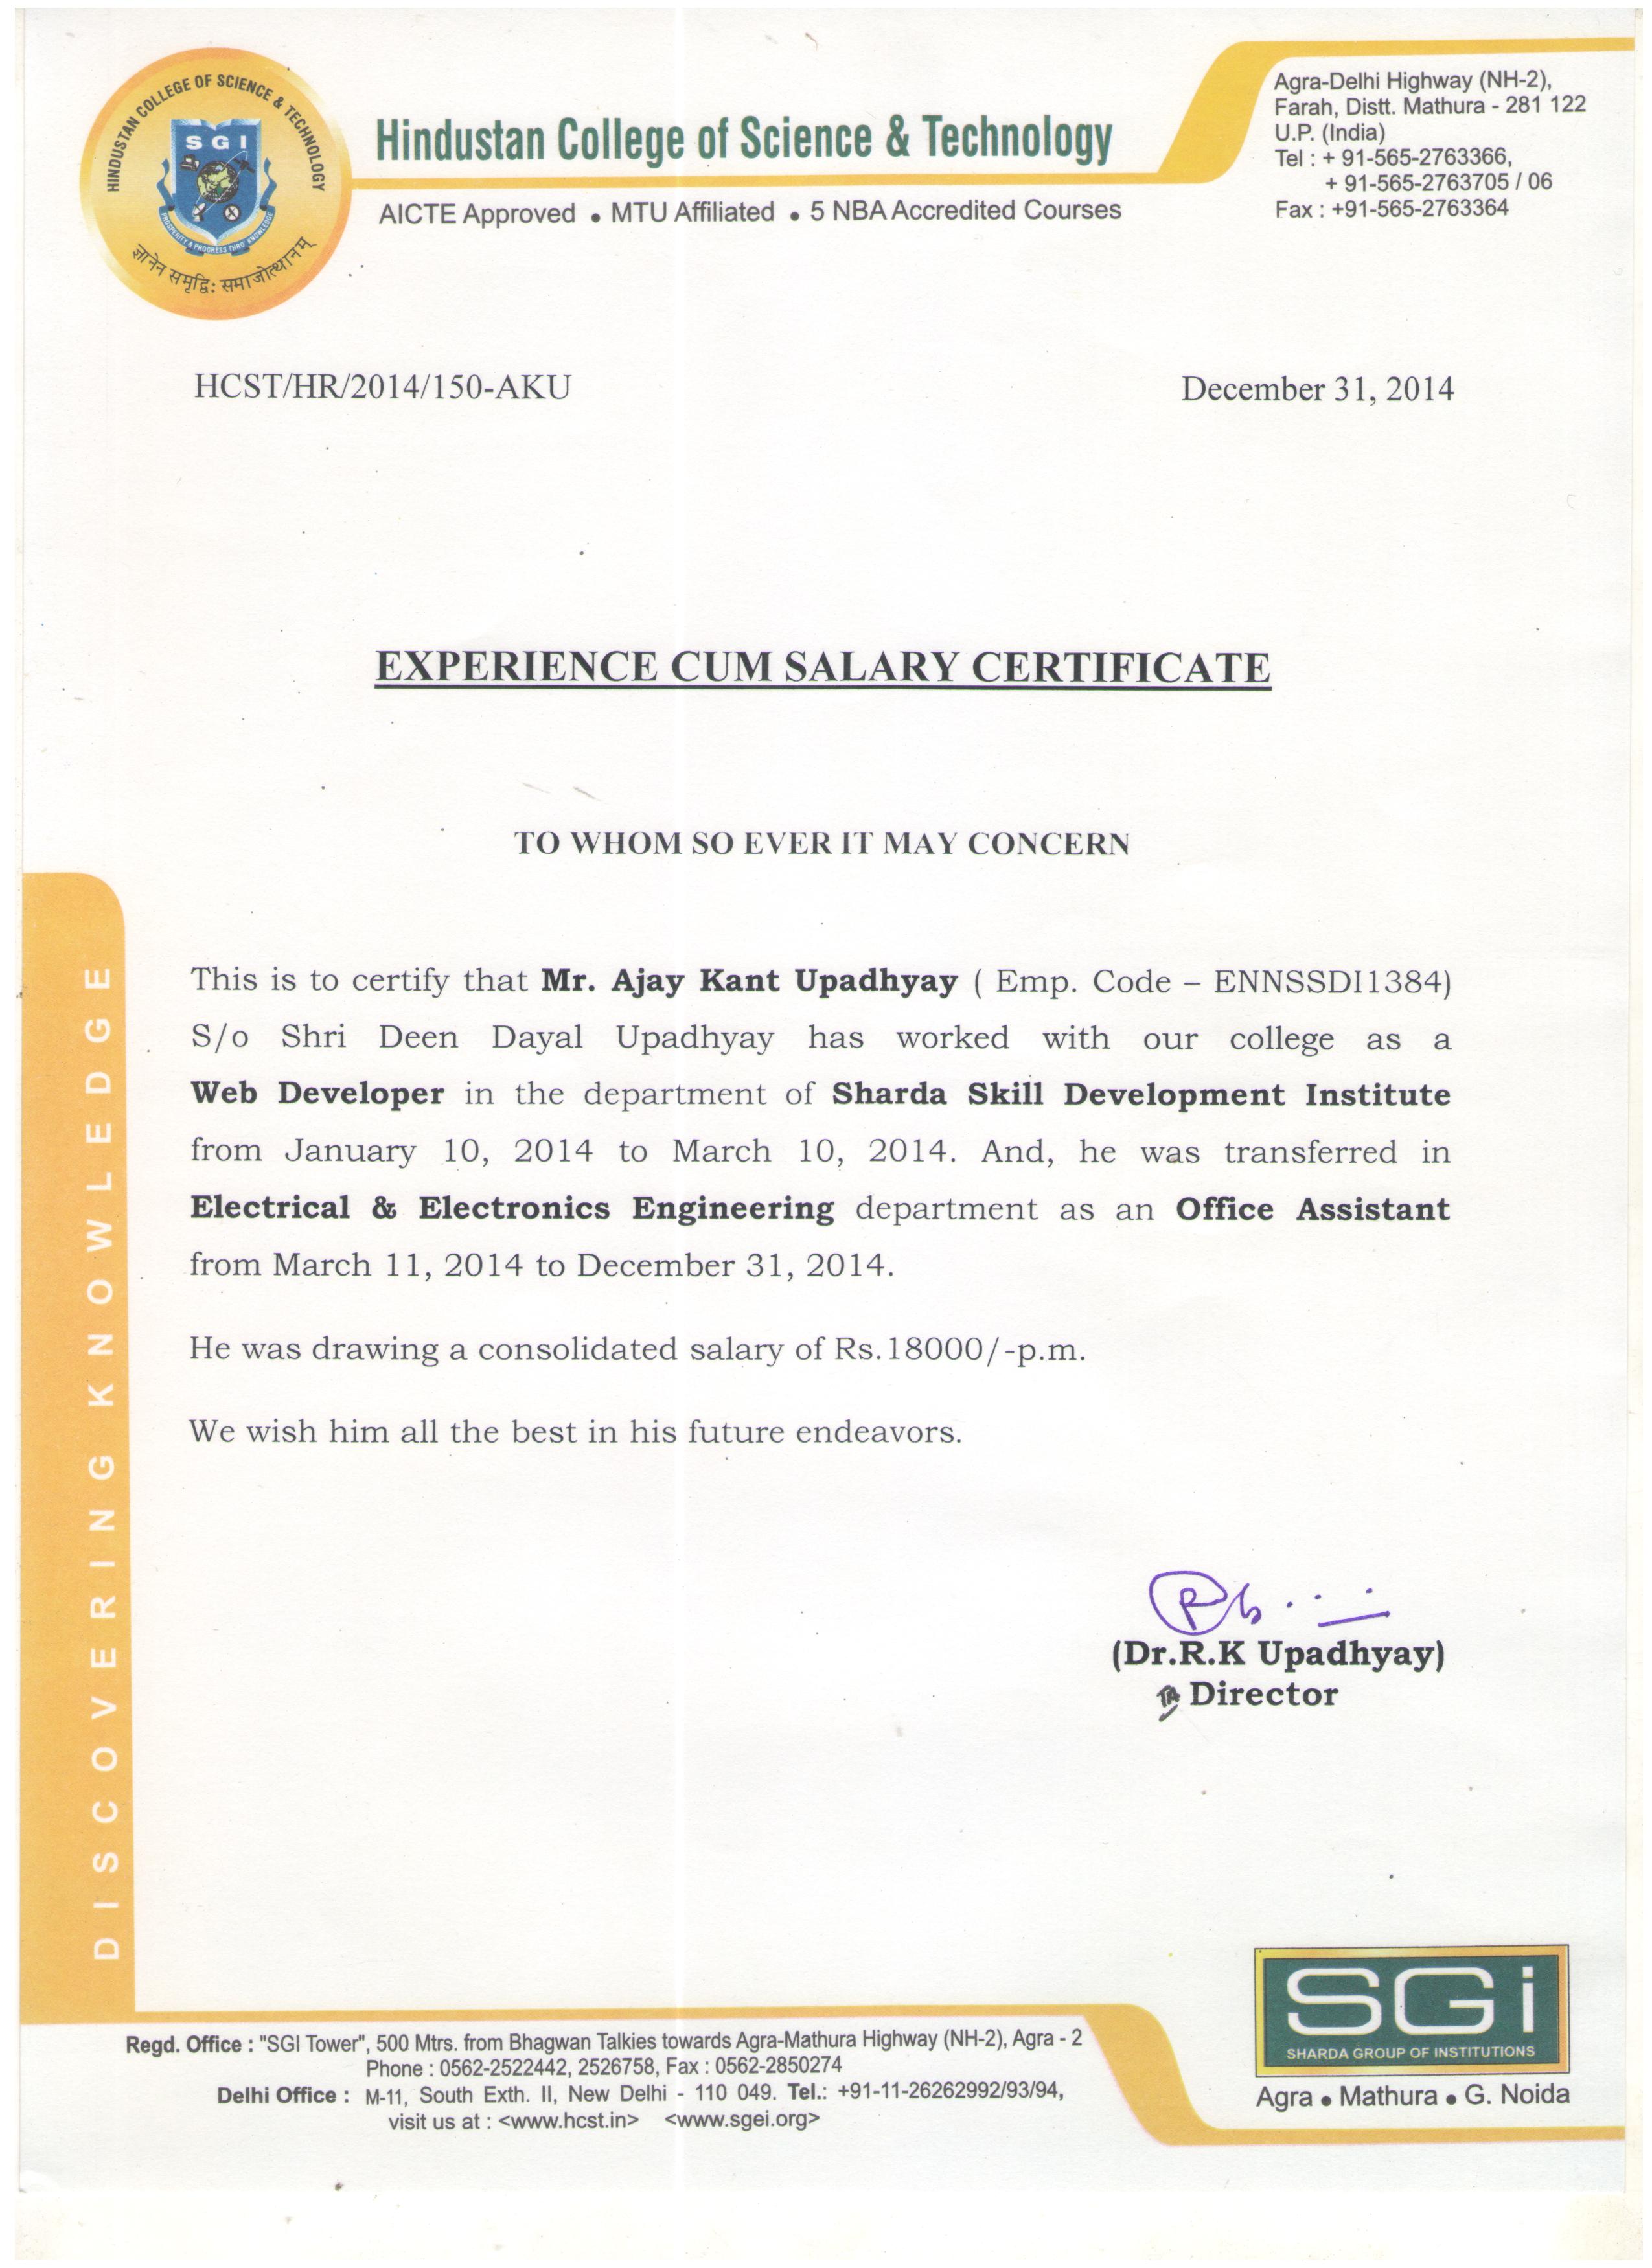 HINDUSTAN COLLEGE OF SCIENCE & TECHNOLOGY
SGI
PROSPERITY & PROGRESS THRO' KNOWLEDGE
ज्ञानेन समृद्धि: समाजोत्थानम्
Hindustan College of Science & Technology
AICTE Approved • MTU Affiliated • 5 NBA Accredited Courses
Agra-Delhi Highway (NH-2),
Farah, Distt. Mathura - 281 122
U.P. (India)
Tel : + 91-565-2763366,
+ 91-565-2763705 / 06
Fax : +91-565-2763364
HCST/HR/2014/150-AKU
December 31, 2014
EXPERIENCE CUM SALARY CERTIFICATE
TO WHOM SO EVER IT MAY CONCERN
This is to certify that Mr. Ajay Kant Upadhyay ( Emp. Code – ENNSSDI1384)
S/o Shri Deen Dayal Upadhyay has worked with our college as a
Web Developer in the department of Sharda Skill Development Institute
from January 10, 2014 to March 10, 2014. And, he was transferred in
Electrical & Electronics Engineering department as an Office Assistant
from March 11, 2014 to December 31, 2014.
He was drawing a consolidated salary of Rs.18000/-p.m.
We wish him all the best in his future endeavors.
(Dr.R.K Upadhyay)
Director
DISCOVERING KNOWLEDGE
SGi
SHARDA GROUP OF INSTITUTIONS
Agra • Mathura • G. Noida
Regd. Office : "SGI Tower", 500 Mtrs. from Bhagwan Talkies towards Agra-Mathura Highway (NH-2), Agra - 2
Phone : 0562-2522442, 2526758, Fax : 0562-2850274
Delhi Office : M-11, South Exth. II, New Delhi - 110 049. Tel.: +91-11-26262992/93/94,
visit us at : <www.hcst.in> <www.sgei.org>